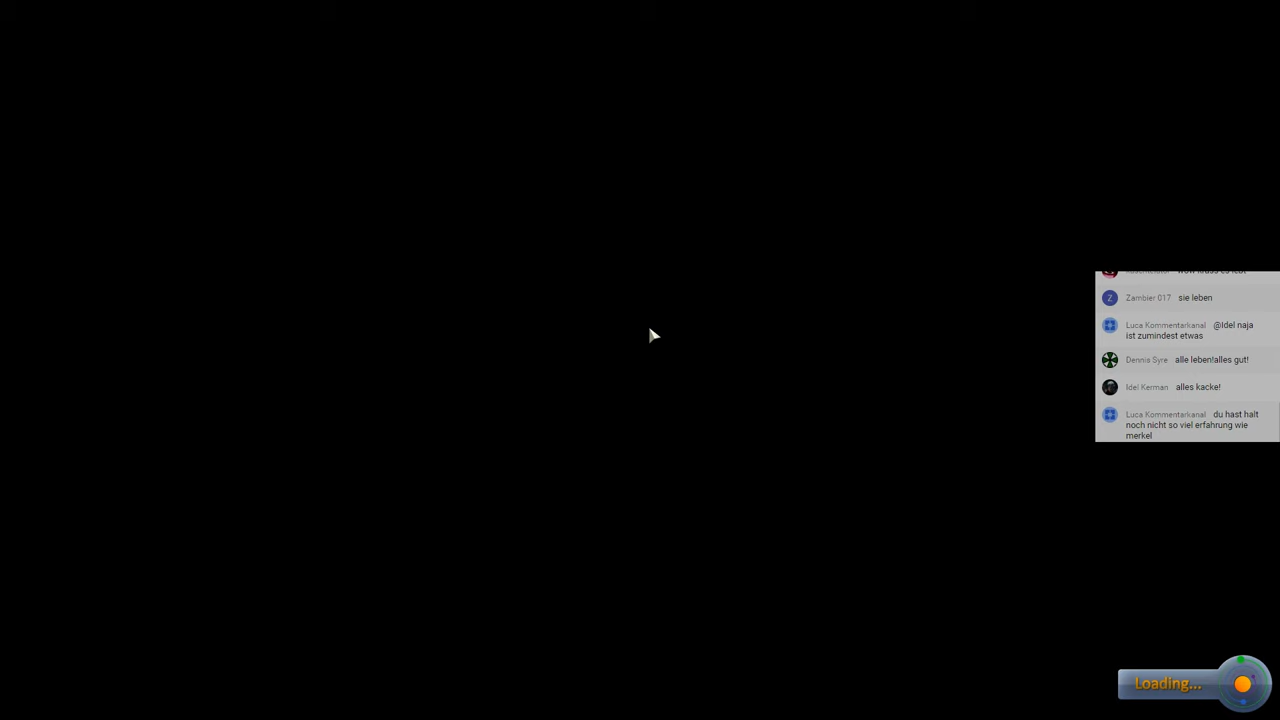 Zambier 017 sie leben
Luca Kommentarkanal @Idel naja
ist zumindest etwas
Dennis Syre alle leben!alles gut!
Idel Kerman alles kacke!
Luca Kommentarkanal du hast halt
noch nicht so viel erfahrung wie
merkel
Loading...